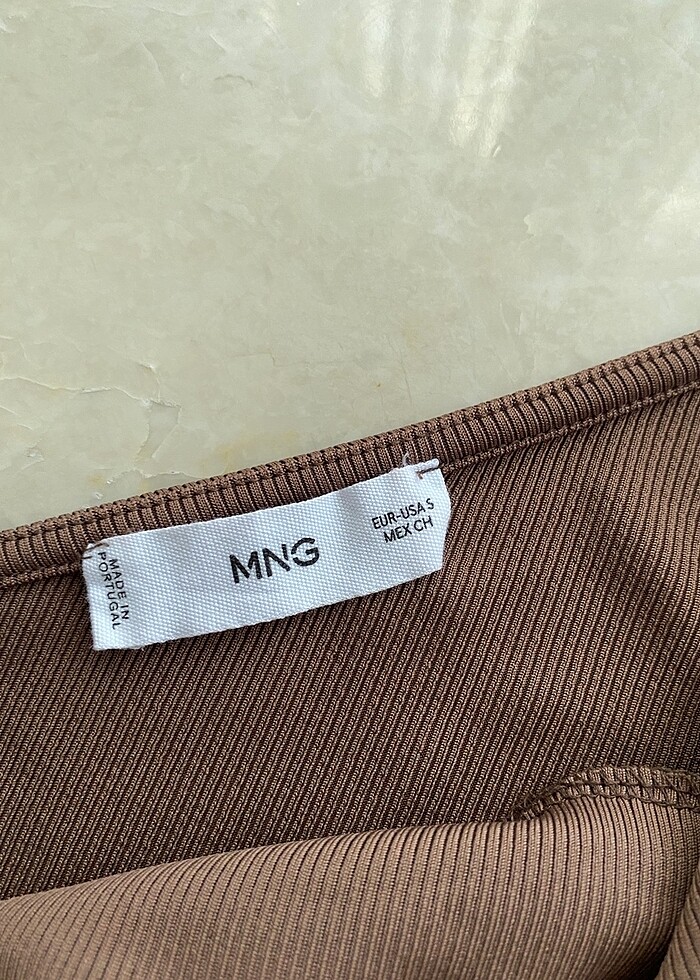 MADE IN
PORTUGAL
MNG
EUR-USA S
MEX CH